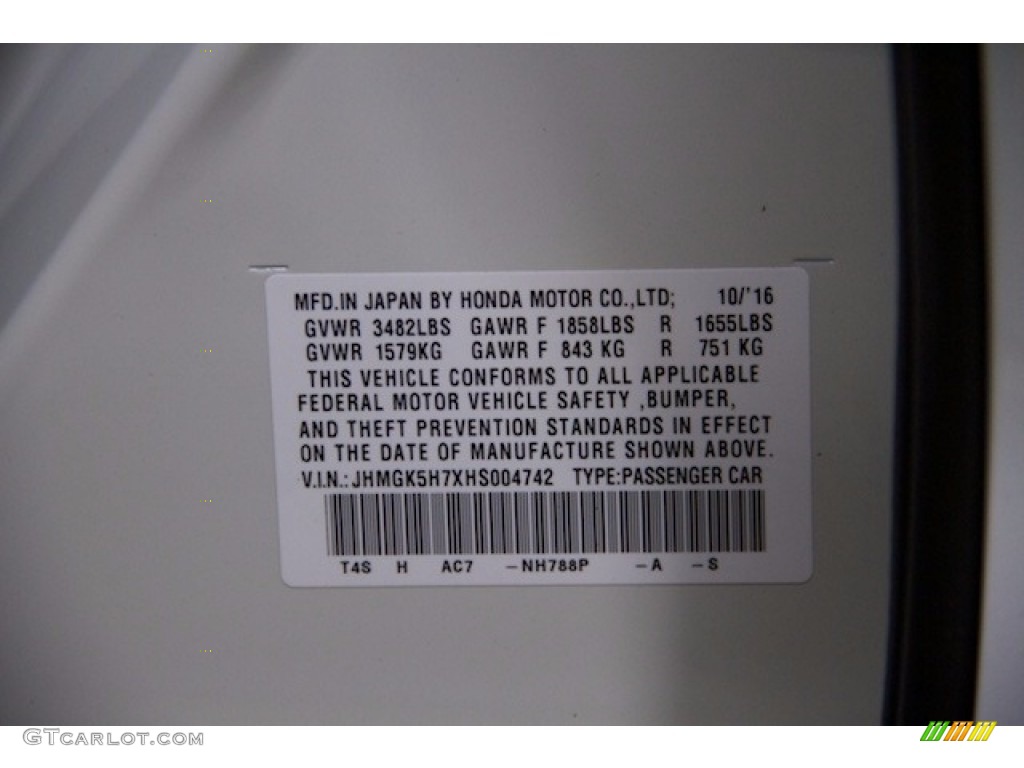 MFD.IN JAPAN BY HONDA MOTOR CO.,LTD; 10/'16
GVWR 3482LBS GAWR F 1858LBS R 1655LBS
GVWR 1579KG GAWR F 843 KG R 751 KG
THIS VEHICLE CONFORMS TO ALL APPLICABLE
FEDERAL MOTOR VEHICLE SAFETY ,BUMPER,
AND THEFT PREVENTION STANDARDS IN EFFECT
ON THE DATE OF MANUFACTURE SHOWN ABOVE.
V.I.N.: JHMGK5H7XHS004742 TYPE:PASSENGER CAR
T4S H AC7 -NH788P -A -S
GTCARLOT.COM